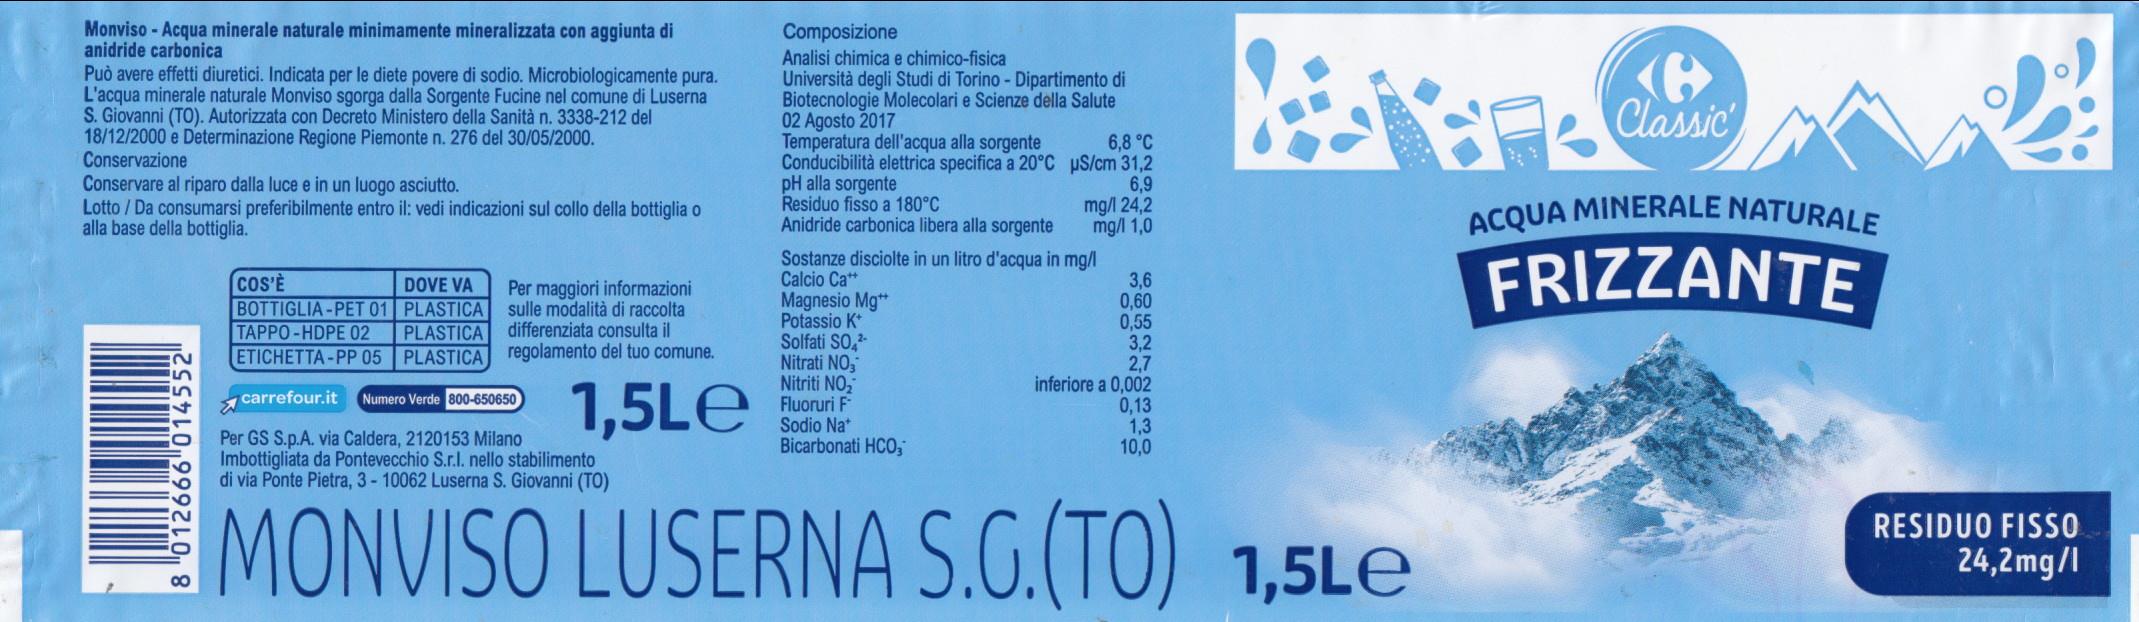 Monviso - Acqua minerale naturale minimamente mineralizzata con aggiunta di
anidride carbonica
Può avere effetti diuretici. Indicata per le diete povere di sodio. Microbiologicamente pura.
L'acqua minerale naturale Monviso sgorga dalla Sorgente Fucine nel comune di Luserna
S. Giovanni (TO). Autorizzata con Decreto Ministero della Sanità n. 3338-212 del
18/12/2000 e Determinazione Regione Piemonte n. 276 del 30/05/2000.
Conservazione
Conservare al riparo dalla luce e in un luogo asciutto.
Lotto / Da consumarsi preferibilmente entro il: vedi indicazioni sul collo della bottiglia o
alla base della bottiglia.
COS'È DOVE VA
BOTTIGLIA-PET 01 PLASTICA
TAPPO-HDPE 02 PLASTICA
ETICHETTA-PP 05 PLASTICA
Per maggiori informazioni
sulle modalità di raccolta
differenziata consulta il
regolamento del tuo comune.
8 012666 014552
carrefour.it
Numero Verde 800-650650
1,5L℮
Per GS S.p.A. via Caldera, 2120153 Milano
Imbottigliata da Pontevecchio S.r.l. nello stabilimento
di via Ponte Pietra, 3 - 10062 Luserna S. Giovanni (TO)
MONVISO LUSERNA S.G.(TO)
Composizione
Analisi chimica e chimico-fisica
Università degli Studi di Torino - Dipartimento di
Biotecnologie Molecolari e Scienze della Salute
02 Agosto 2017
Temperatura dell'acqua alla sorgente 6,8 °C
Conducibilità elettrica specifica a 20°C µS/cm 31,2
pH alla sorgente 6,9
Residuo fisso a 180°C mg/l 24,2
Anidride carbonica libera alla sorgente mg/l 1,0
Sostanze disciolte in un litro d'acqua in mg/l
Calcio Ca⁺⁺ 3,6
Magnesio Mg⁺⁺ 0,60
Potassio K⁺ 0,55
Solfati SO₄²⁻ 3,2
Nitrati NO₃⁻ 2,7
Nitriti NO₂⁻ inferiore a 0,002
Fluoruri F⁻ 0,13
Sodio Na⁺ 1,3
Bicarbonati HCO₃⁻ 10,0
Classic'
ACQUA MINERALE NATURALE
FRIZZANTE
1,5L℮
RESIDUO FISSO
24,2mg/l